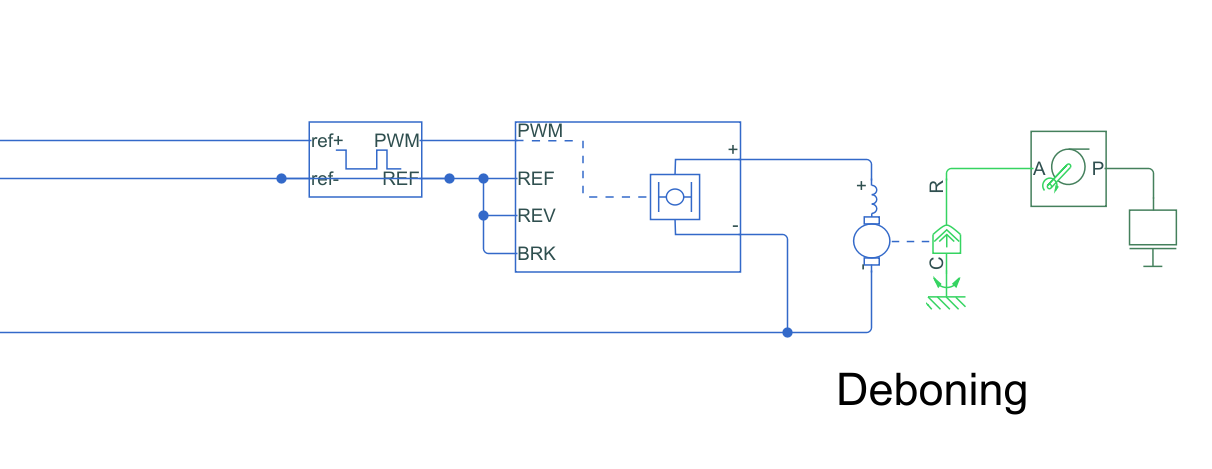 ref+ PWM
ref- REF
PWM
REF
REV
BRK
+
-
+
-
R
C
A P
Deboning